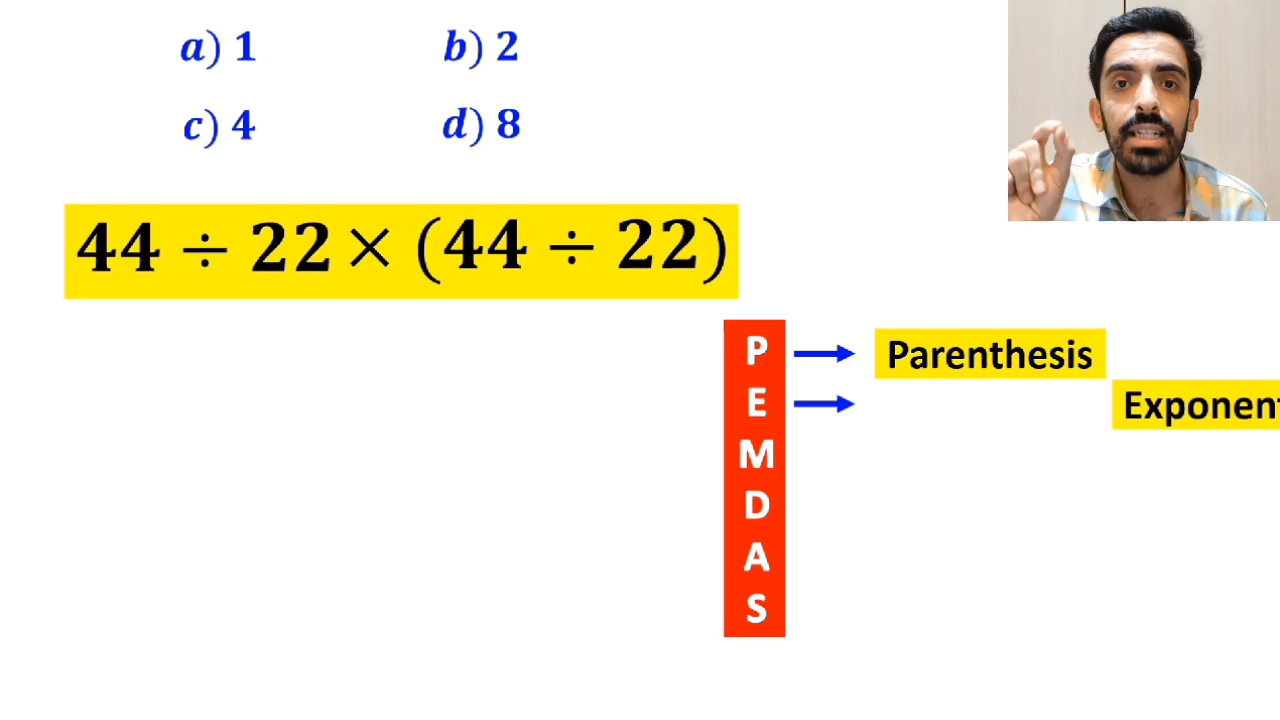 a) 1 b) 2
c) 4 d) 8
44 ÷ 22 × (44 ÷ 22)
P Parenthesis
E Exponent
M
D
A
S